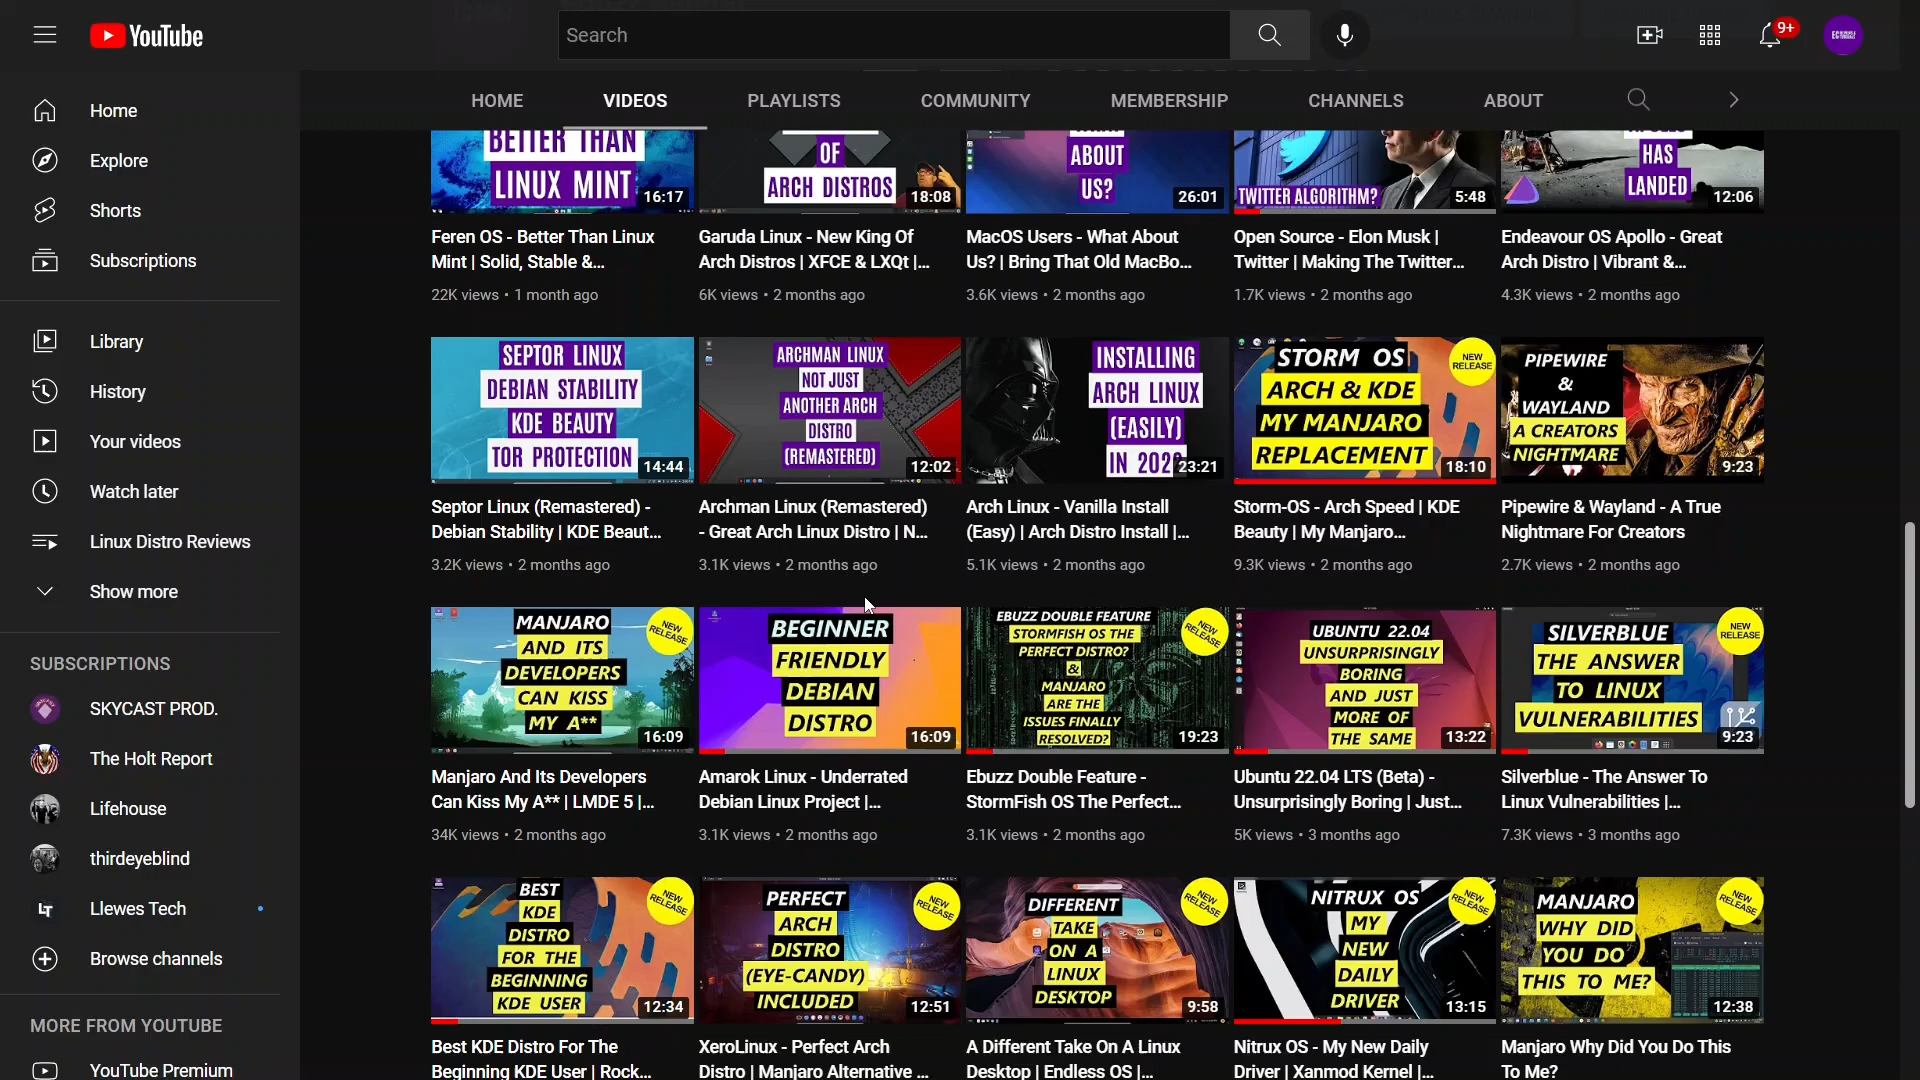 YouTube
Search
9+
HOME
VIDEOS
PLAYLISTS
COMMUNITY
MEMBERSHIP
CHANNELS
ABOUT
Home
Explore
Shorts
Subscriptions
Library
History
Your videos
Watch later
Linux Distro Reviews
Show more
SUBSCRIPTIONS
SKYCAST PROD.
The Holt Report
Lifehouse
thirdeyeblind
LT
Llewes Tech
Browse channels
MORE FROM YOUTUBE
YouTube Premium
BETTER THAN
LINUX MINT
16:17
Feren OS - Better Than Linux
Mint | Solid, Stable &...
22K views • 1 month ago
OF
ARCH DISTROS
18:08
Garuda Linux - New King Of
Arch Distros | XFCE & LXQt |...
6K views • 2 months ago
ABOUT
US?
26:01
MacOS Users - What About
Us? | Bring That Old MacBo...
3.6K views • 2 months ago
TWITTER ALGORITHM?
5:48
Open Source - Elon Musk |
Twitter | Making The Twitter...
1.7K views • 2 months ago
HAS
LANDED
12:06
Endeavour OS Apollo - Great
Arch Distro | Vibrant &...
4.3K views • 2 months ago
SEPTOR LINUX
DEBIAN STABILITY
KDE BEAUTY
TOR PROTECTION
14:44
Septor Linux (Remastered) -
Debian Stability | KDE Beaut...
3.2K views • 2 months ago
ARCHMAN LINUX
NOT JUST
ANOTHER ARCH
DISTRO
(REMASTERED)
12:02
Archman Linux (Remastered)
- Great Arch Linux Distro | N...
3.1K views • 2 months ago
INSTALLING
ARCH LINUX
(EASILY)
IN 202
23:21
Arch Linux - Vanilla Install
(Easy) | Arch Distro Install |...
5.1K views • 2 months ago
STORM OS
ARCH & KDE
MY MANJARO
REPLACEMENT
NEW
RELEASE
18:10
Storm-OS - Arch Speed | KDE
Beauty | My Manjaro...
9.3K views • 2 months ago
PIPEWIRE
&
WAYLAND
A CREATORS
NIGHTMARE
9:23
Pipewire & Wayland - A True
Nightmare For Creators
2.7K views • 2 months ago
MANJARO
AND ITS
DEVELOPERS
CAN KISS
MY A**
NEW
RELEASE
16:09
Manjaro And Its Developers
Can Kiss My A** | LMDE 5 |...
34K views • 2 months ago
BEGINNER
FRIENDLY
DEBIAN
DISTRO
16:09
Amarok Linux - Underrated
Debian Linux Project |...
3.1K views • 2 months ago
EBUZZ DOUBLE FEATURE
STORMFISH OS THE
PERFECT DISTRO?
&
MANJARO
ARE THE
ISSUES FINALLY
RESOLVED?
NEW
RELEASE
19:23
Ebuzz Double Feature -
StormFish OS The Perfect...
3.1K views • 2 months ago
UBUNTU 22.04
UNSURPRISINGLY
BORING
AND JUST
MORE OF
THE SAME
13:22
Ubuntu 22.04 LTS (Beta) -
Unsurprisingly Boring | Just...
5K views • 3 months ago
SILVERBLUE
THE ANSWER
TO LINUX
VULNERABILITIES
NEW
RELEASE
9:23
Silverblue - The Answer To
Linux Vulnerabilities |...
7.3K views • 3 months ago
BEST
KDE
DISTRO
FOR THE
BEGINNING
KDE USER
NEW
RELEASE
12:34
Best KDE Distro For The
Beginning KDE User | Rock...
PERFECT
ARCH
DISTRO
(EYE-CANDY)
INCLUDED
NEW
RELEASE
12:51
XeroLinux - Perfect Arch
Distro | Manjaro Alternative ...
DIFFERENT
TAKE
ON A
LINUX
DESKTOP
NEW
RELEASE
9:58
A Different Take On A Linux
Desktop | Endless OS |...
NITRUX OS
MY
NEW
DAILY
DRIVER
NEW
RELEASE
13:15
Nitrux OS - My New Daily
Driver | Xanmod Kernel |...
MANJARO
WHY DID
YOU DO
THIS TO ME?
NEW
RELEASE
12:38
Manjaro Why Did You Do This
To Me?